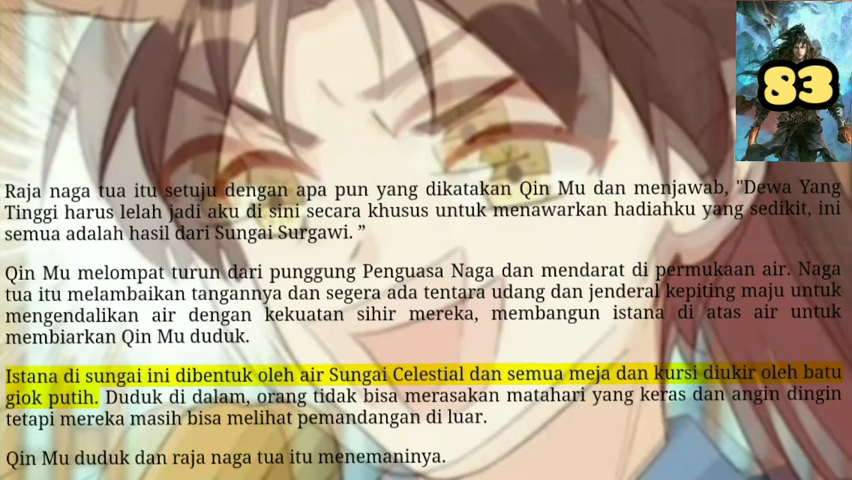 83
Raja naga tua itu setuju dengan apa pun yang dikatakan Qin Mu dan menjawab, "Dewa Yang
Tinggi harus lelah jadi aku di sini secara khusus untuk menawarkan hadiahku yang sedikit, ini
semua adalah hasil dari Sungai Surgawi. ”
Qin Mu melompat turun dari punggung Penguasa Naga dan mendarat di permukaan air. Naga
tua itu melambaikan tangannya dan segera ada tentara udang dan jenderal kepiting maju untuk
mengendalikan air dengan kekuatan sihir mereka, membangun istana di atas air untuk
membiarkan Qin Mu duduk.
Istana di sungai ini dibentuk oleh air Sungai Celestial dan semua meja dan kursi diukir oleh batu
giok putih. Duduk di dalam, orang tidak bisa merasakan matahari yang keras dan angin dingin
tetapi mereka masih bisa melihat pemandangan di luar.
Qin Mu duduk dan raja naga tua itu menemaninya.